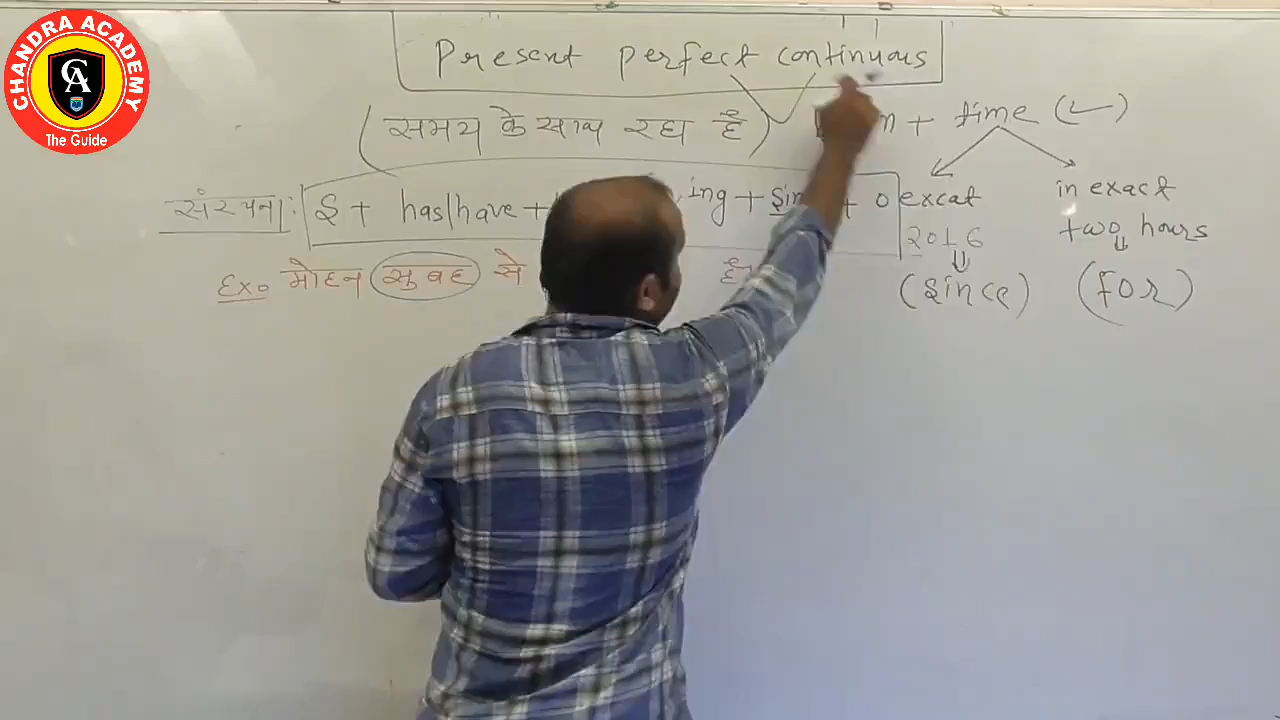 CHANDRA ACADEMY
CA
The Guide
Present perfect continuous
(समय के साथ रहा है) + time (✓)
संरचना: S + has/have + ing + + o
excat in exact
2016 two hours
(since) (for)
Exo मोहन सुबह से है